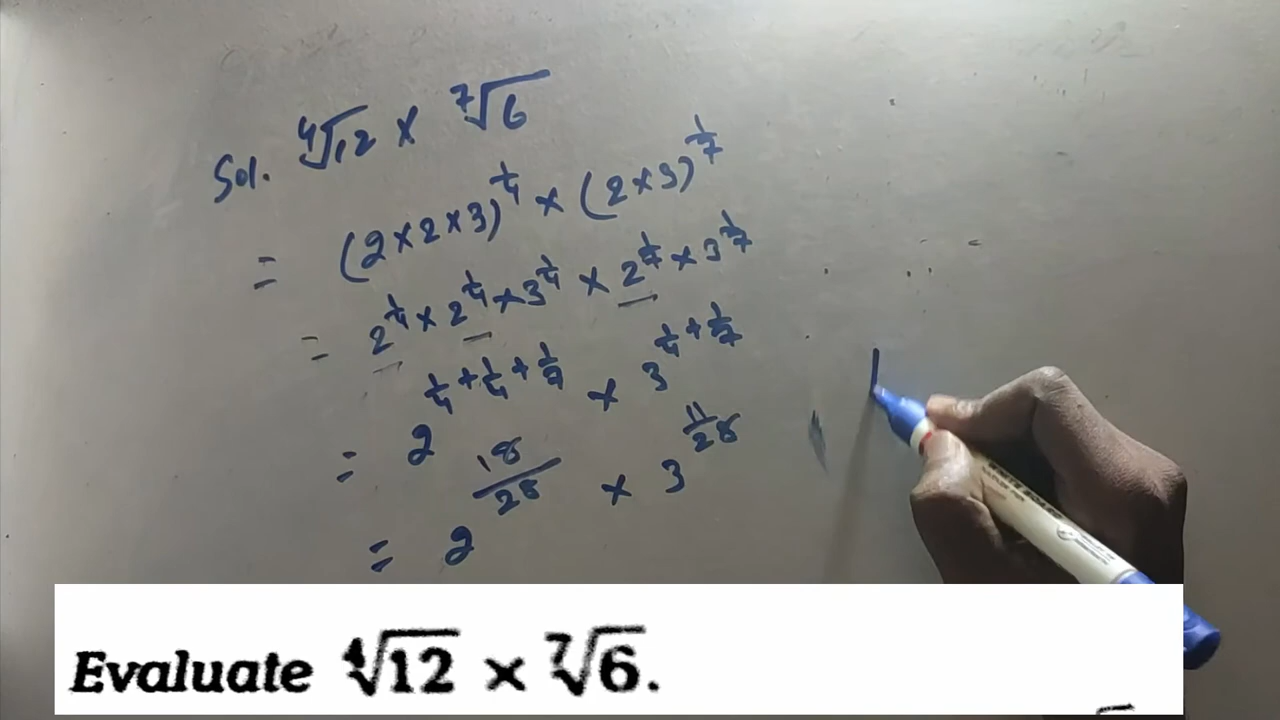 Sol. ⁴√12 × ⁷√6
= (2×2×3)^(1/4) × (2×3)^(1/7)
= 2^(1/4) × 2^(1/4) × 3^(1/4) × 2^(1/7) × 3^(1/7)
= 2^(1/4+1/4+1/7) × 3^(1/4+1/7)
= 2^(18/28) × 3^(11/28)
Evaluate ⁴√12 × ⁷√6.